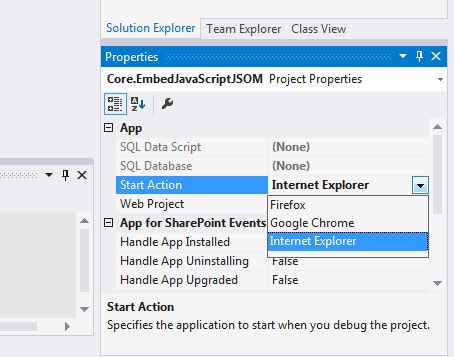 Solution Explorer Team Explorer Class View
Properties
Core.EmbedJavaScriptJSOM Project Properties
App
SQL Data Script (None)
SQL Database (None)
Start Action Internet Explorer
Web Project
Firefox
Google Chrome
Internet Explorer
App for SharePoint Events
Handle App Installed
Handle App Uninstalling False
Handle App Upgraded False
Start Action
Specifies the application to start when you debug the project.